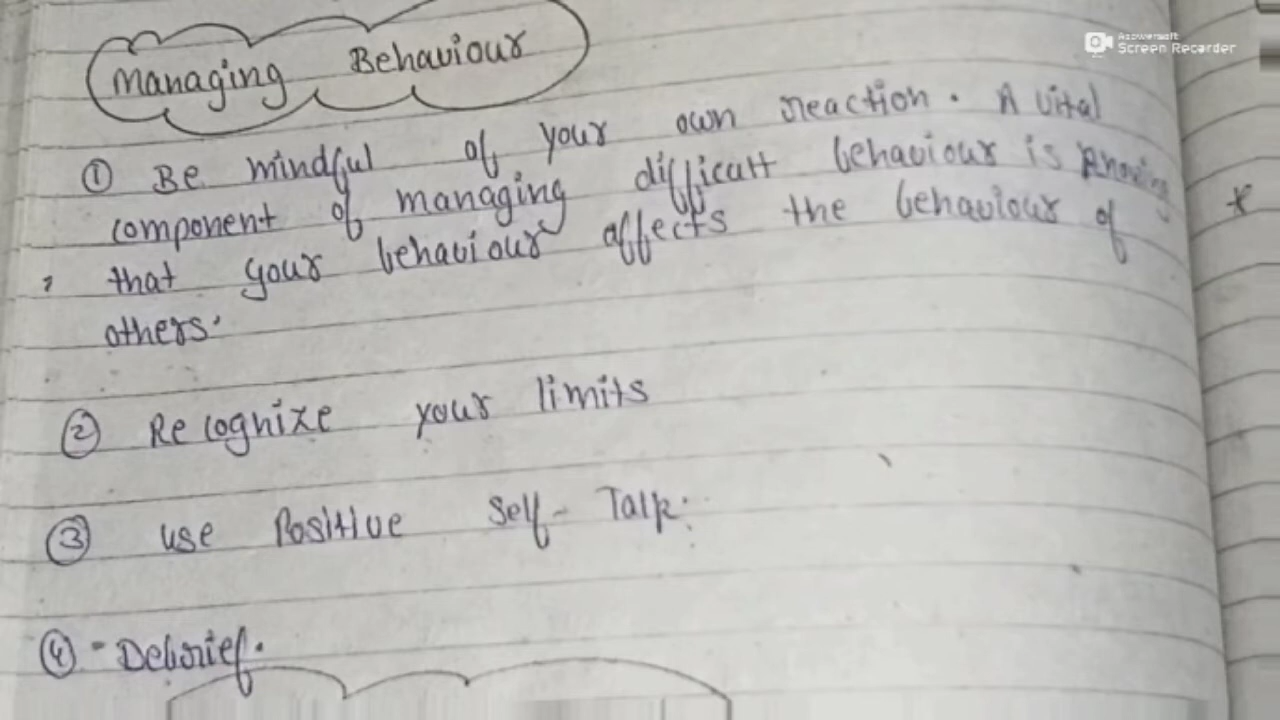 Managing Behaviour
Apowersoft
Screen Recorder
① Be mindful of your own reaction. A vital
component of managing difficult behaviour is knowing
that your behaviour affects the behaviour of
others.
② Recognize your limits
③ use Positive Self-Talk.
④ - Debrief.